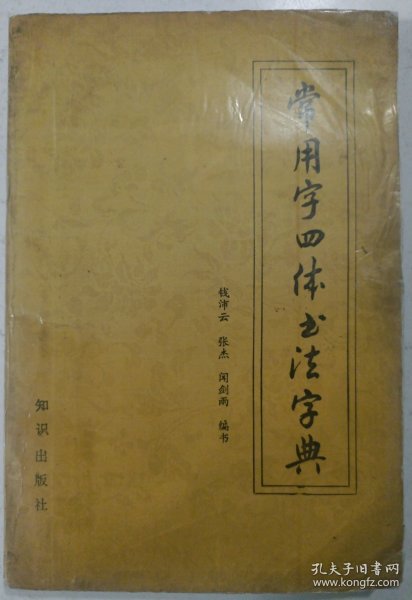 常用字四体书法字典
钱沛云 张杰 闻剑雨 编书
知识出版社
孔夫子旧书网
www.kongfz.com